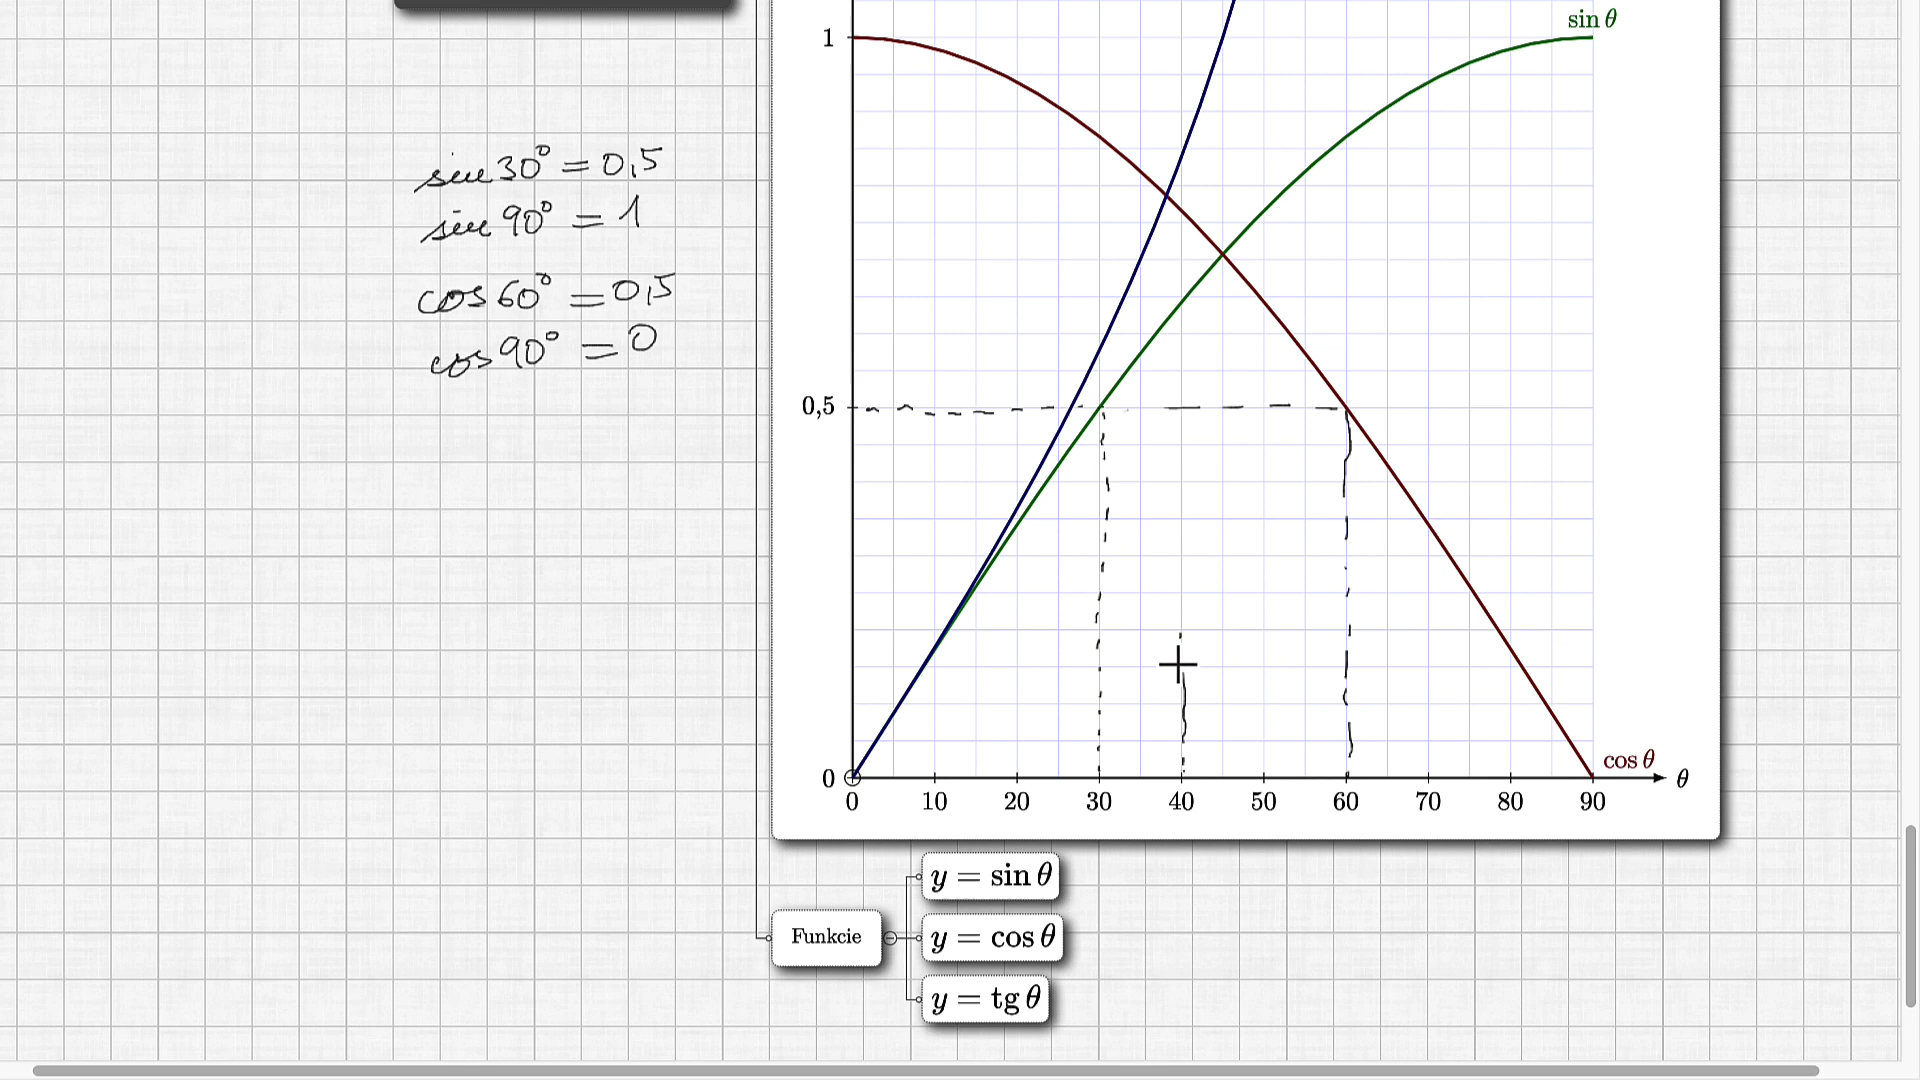 sin 30° = 0,5
sin 90° = 1
cos 60° = 0,5
cos 90° = 0
sin θ
1
0,5
0
cos θ
θ
0 10 20 30 40 50 60 70 80 90
Funkcie
y = sin θ
y = cos θ
y = tg θ